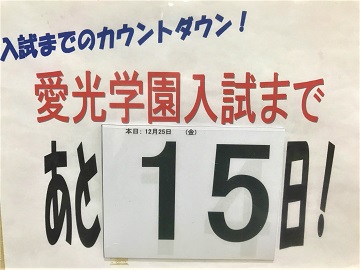 入試までのカウントダウン!
愛光学園入試まで
本日:12月25日 (金)
あと15日!